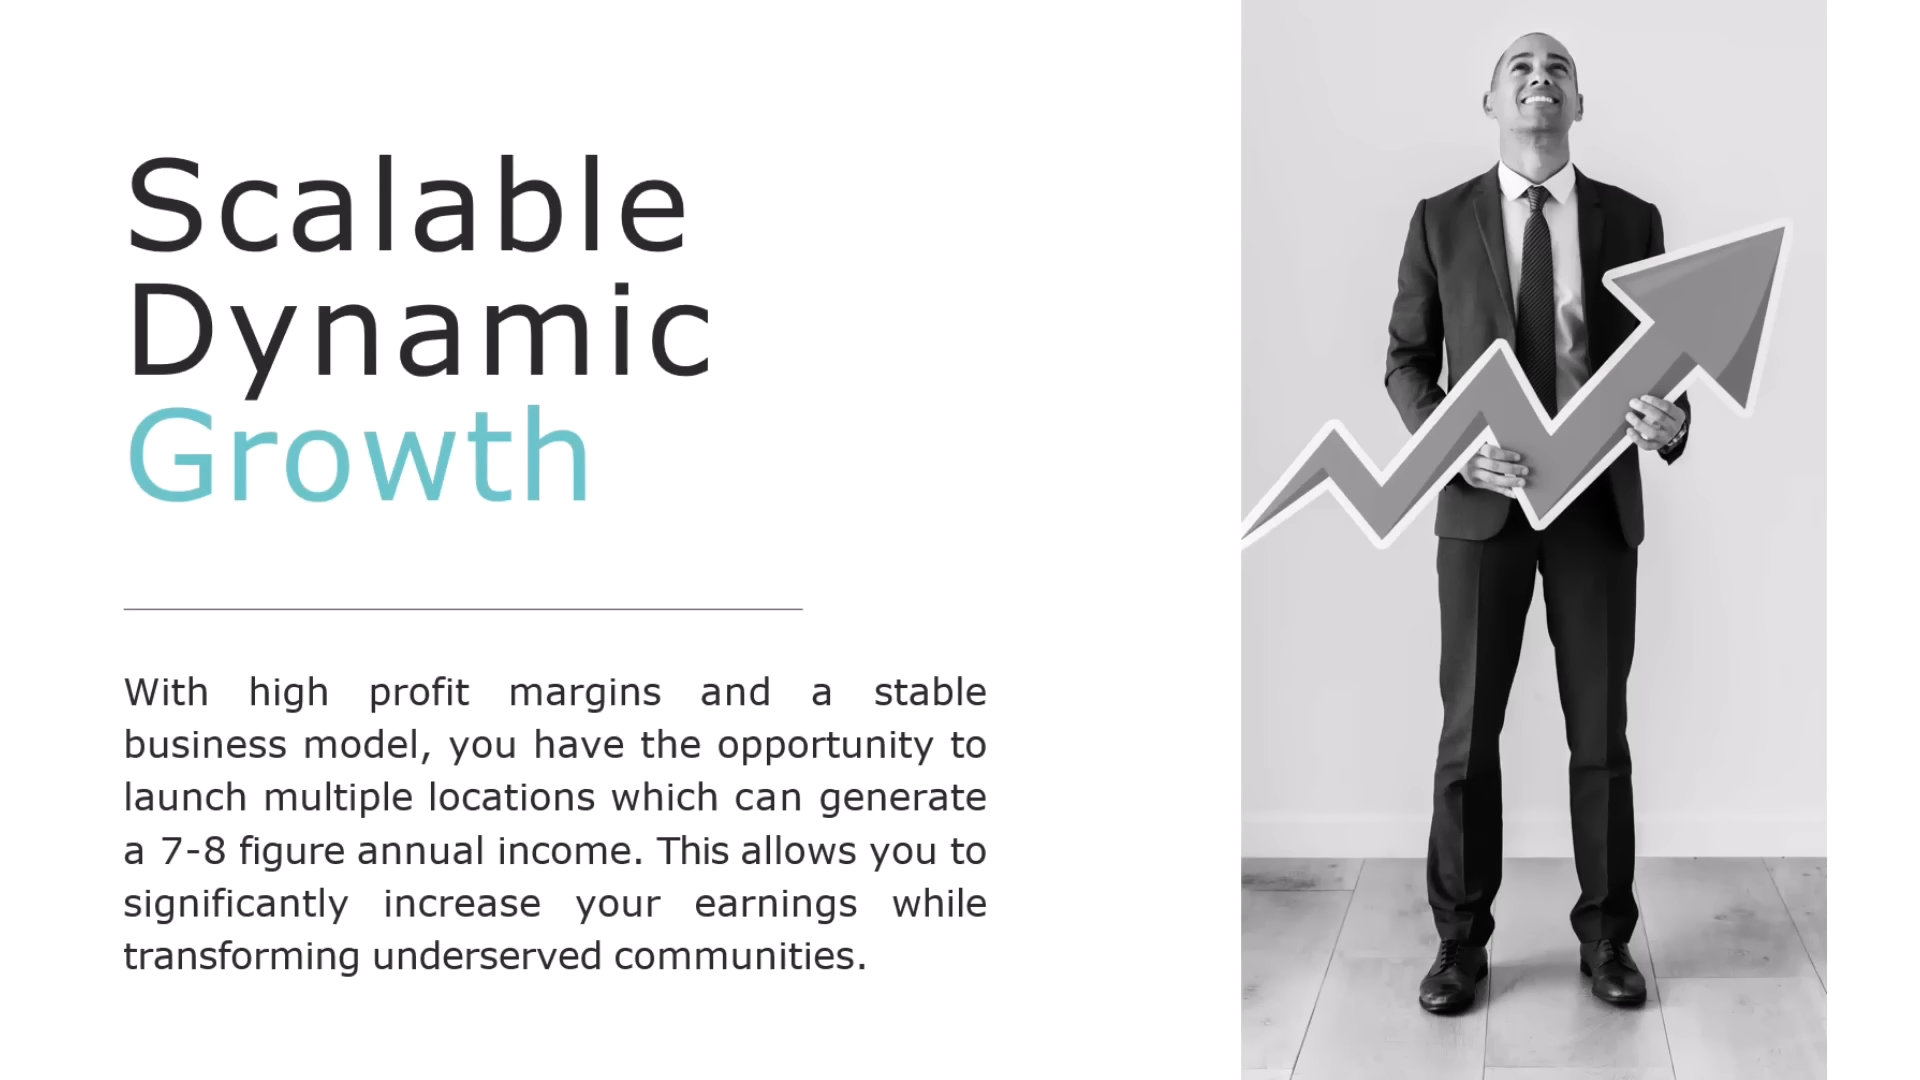 Scalable
Dynamic
Growth
With high profit margins and a stable
business model, you have the opportunity to
launch multiple locations which can generate
a 7-8 figure annual income. This allows you to
significantly increase your earnings while
transforming underserved communities.